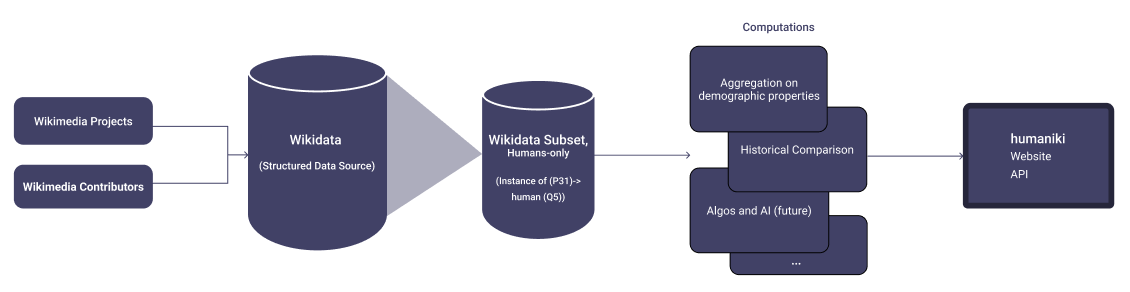 Computations
Wikimedia Projects
Wikimedia Contributors
Wikidata
(Structured Data Source)
Wikidata Subset,
Humans-only
(Instance of (P31)->
human (Q5))
Aggregation on
demographic properties
Historical Comparison
Algos and AI (future)
...
humaniki
Website
API